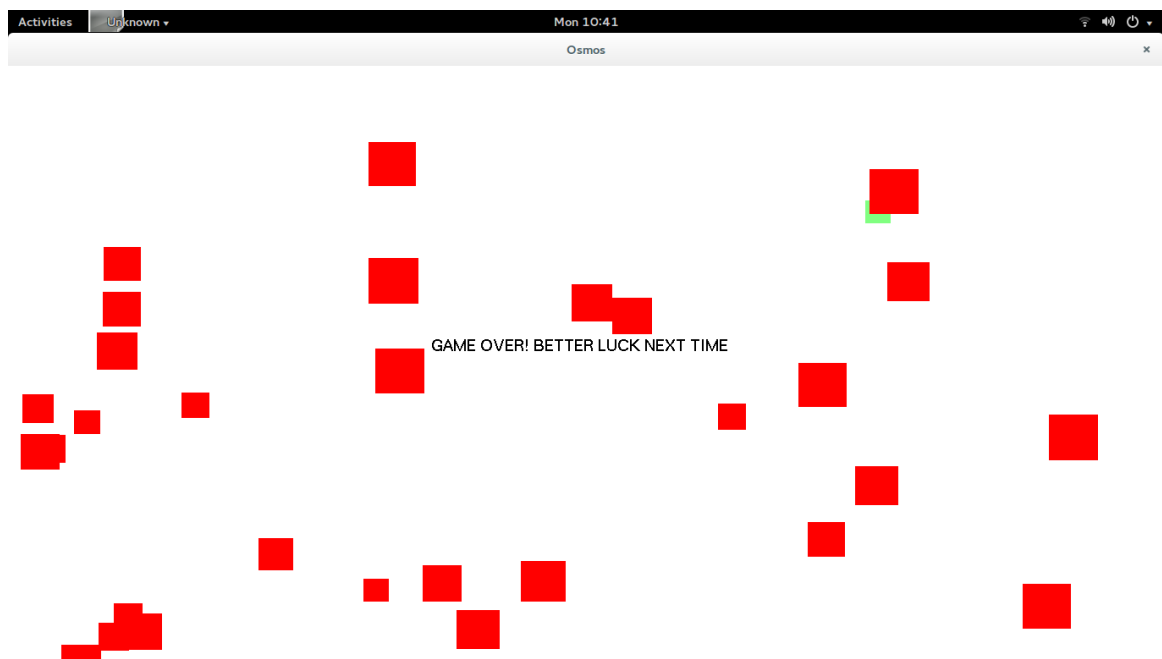 Activities Unknown Mon 10:41
Osmos ×
GAME OVER! BETTER LUCK NEXT TIME